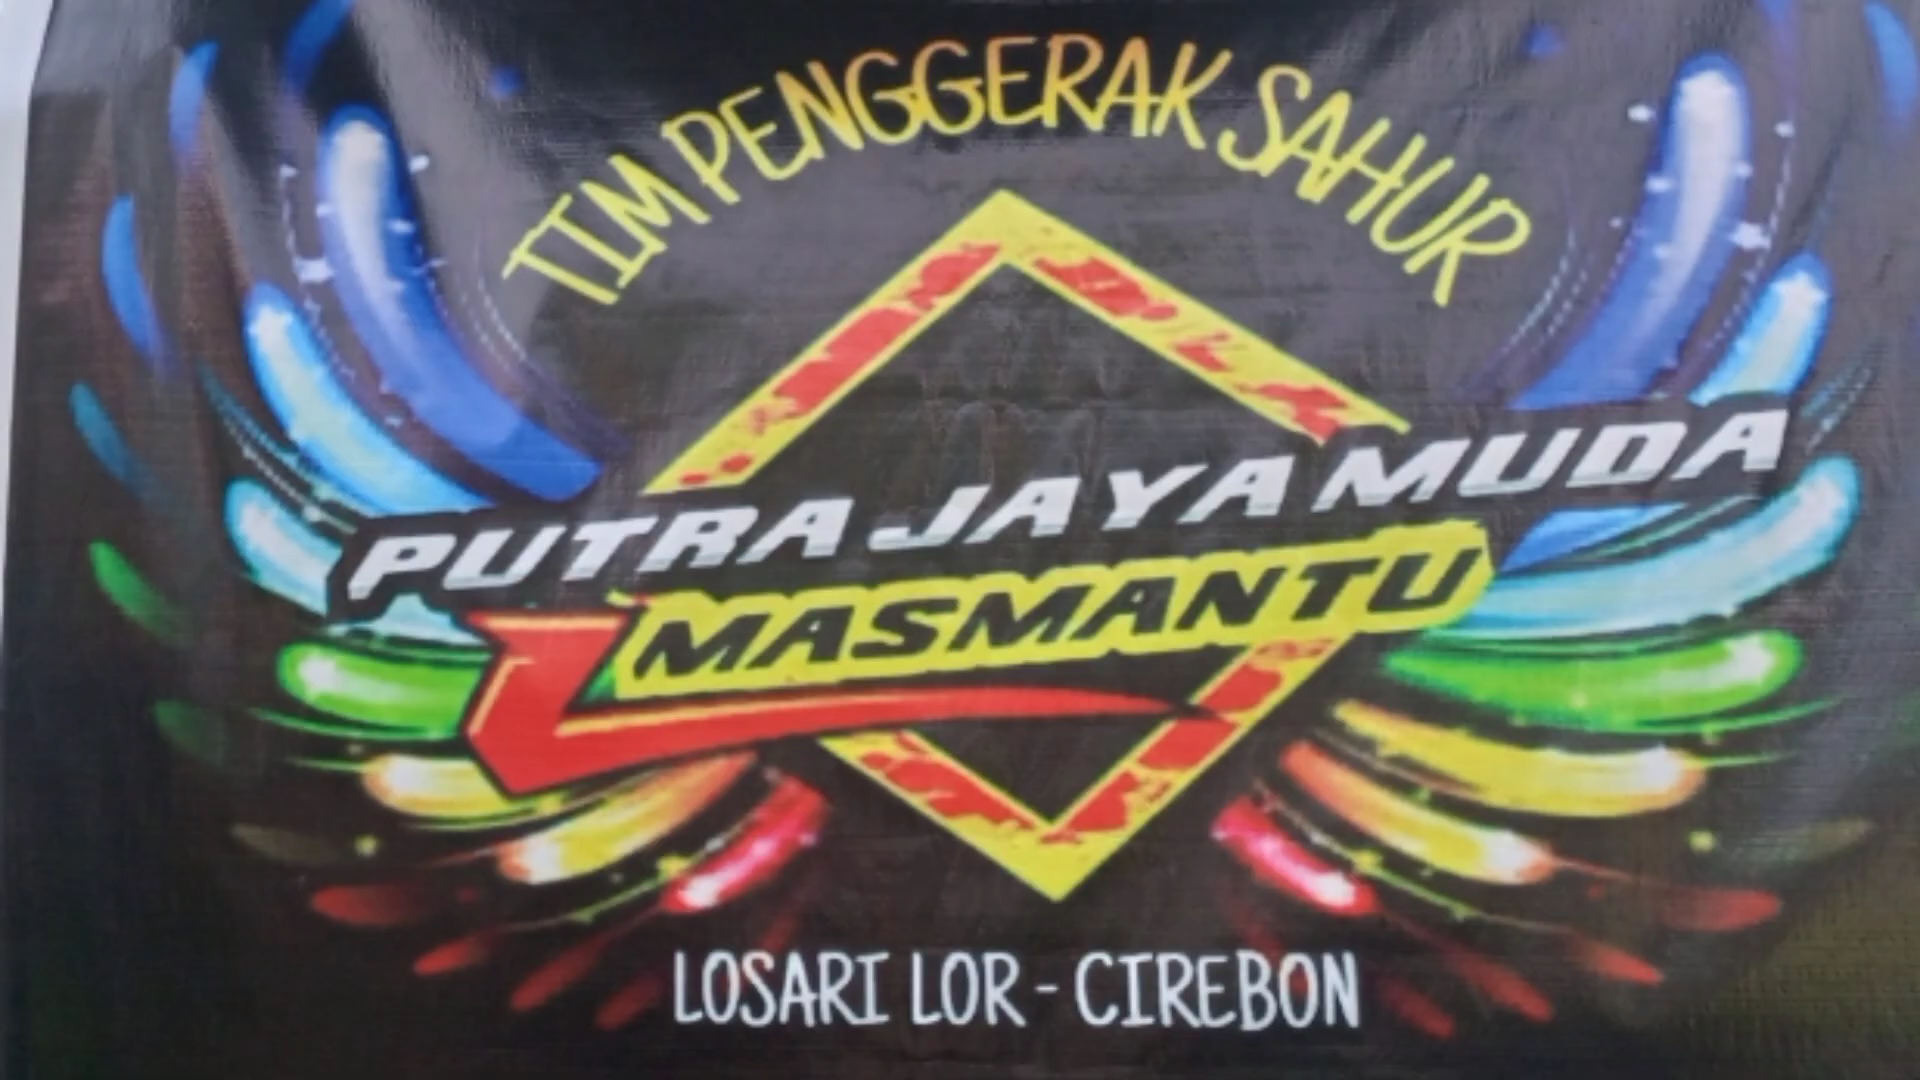 TIM PENGGERAK SAHUR
PUTRA JAYA MUDA
MASMANTU
LOSARI LOR - CIREBON